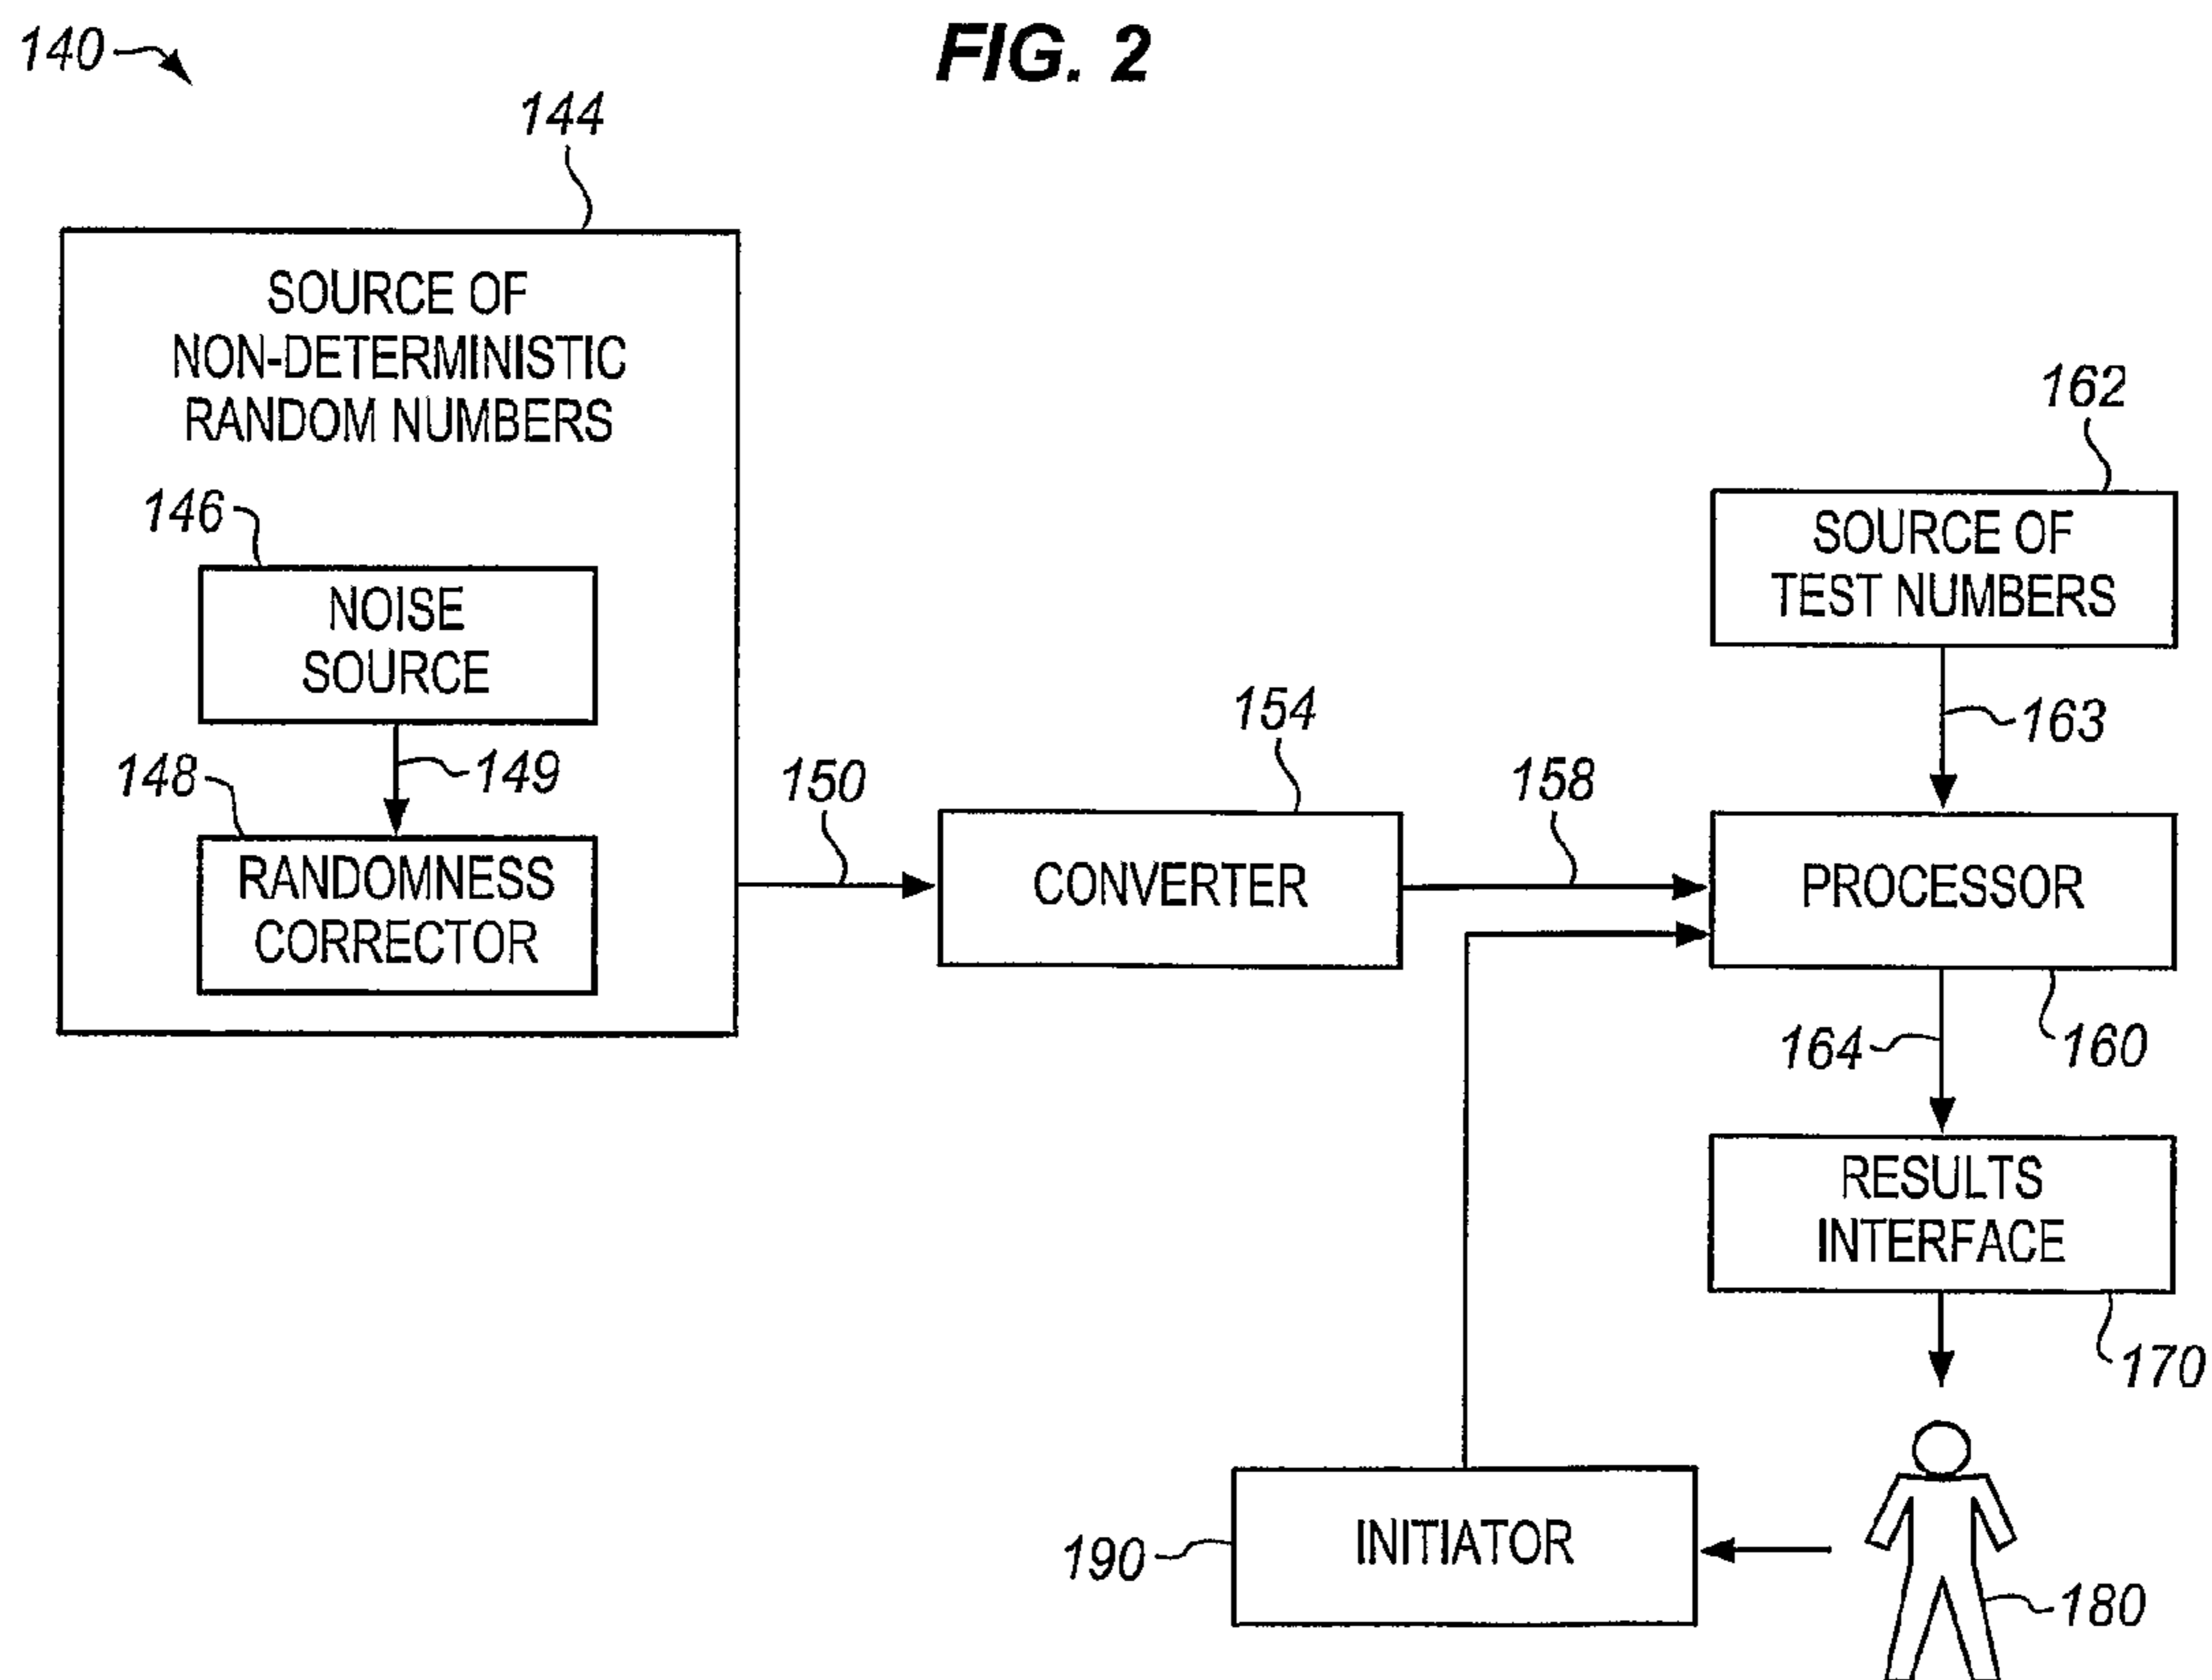 140
FIG. 2
144
SOURCE OF
NON-DETERMINISTIC
RANDOM NUMBERS
146
NOISE
SOURCE
149
148
RANDOMNESS
CORRECTOR
150
154
CONVERTER
158
162
SOURCE OF
TEST NUMBERS
163
PROCESSOR
160
164
RESULTS
INTERFACE
170
190
INITIATOR
180